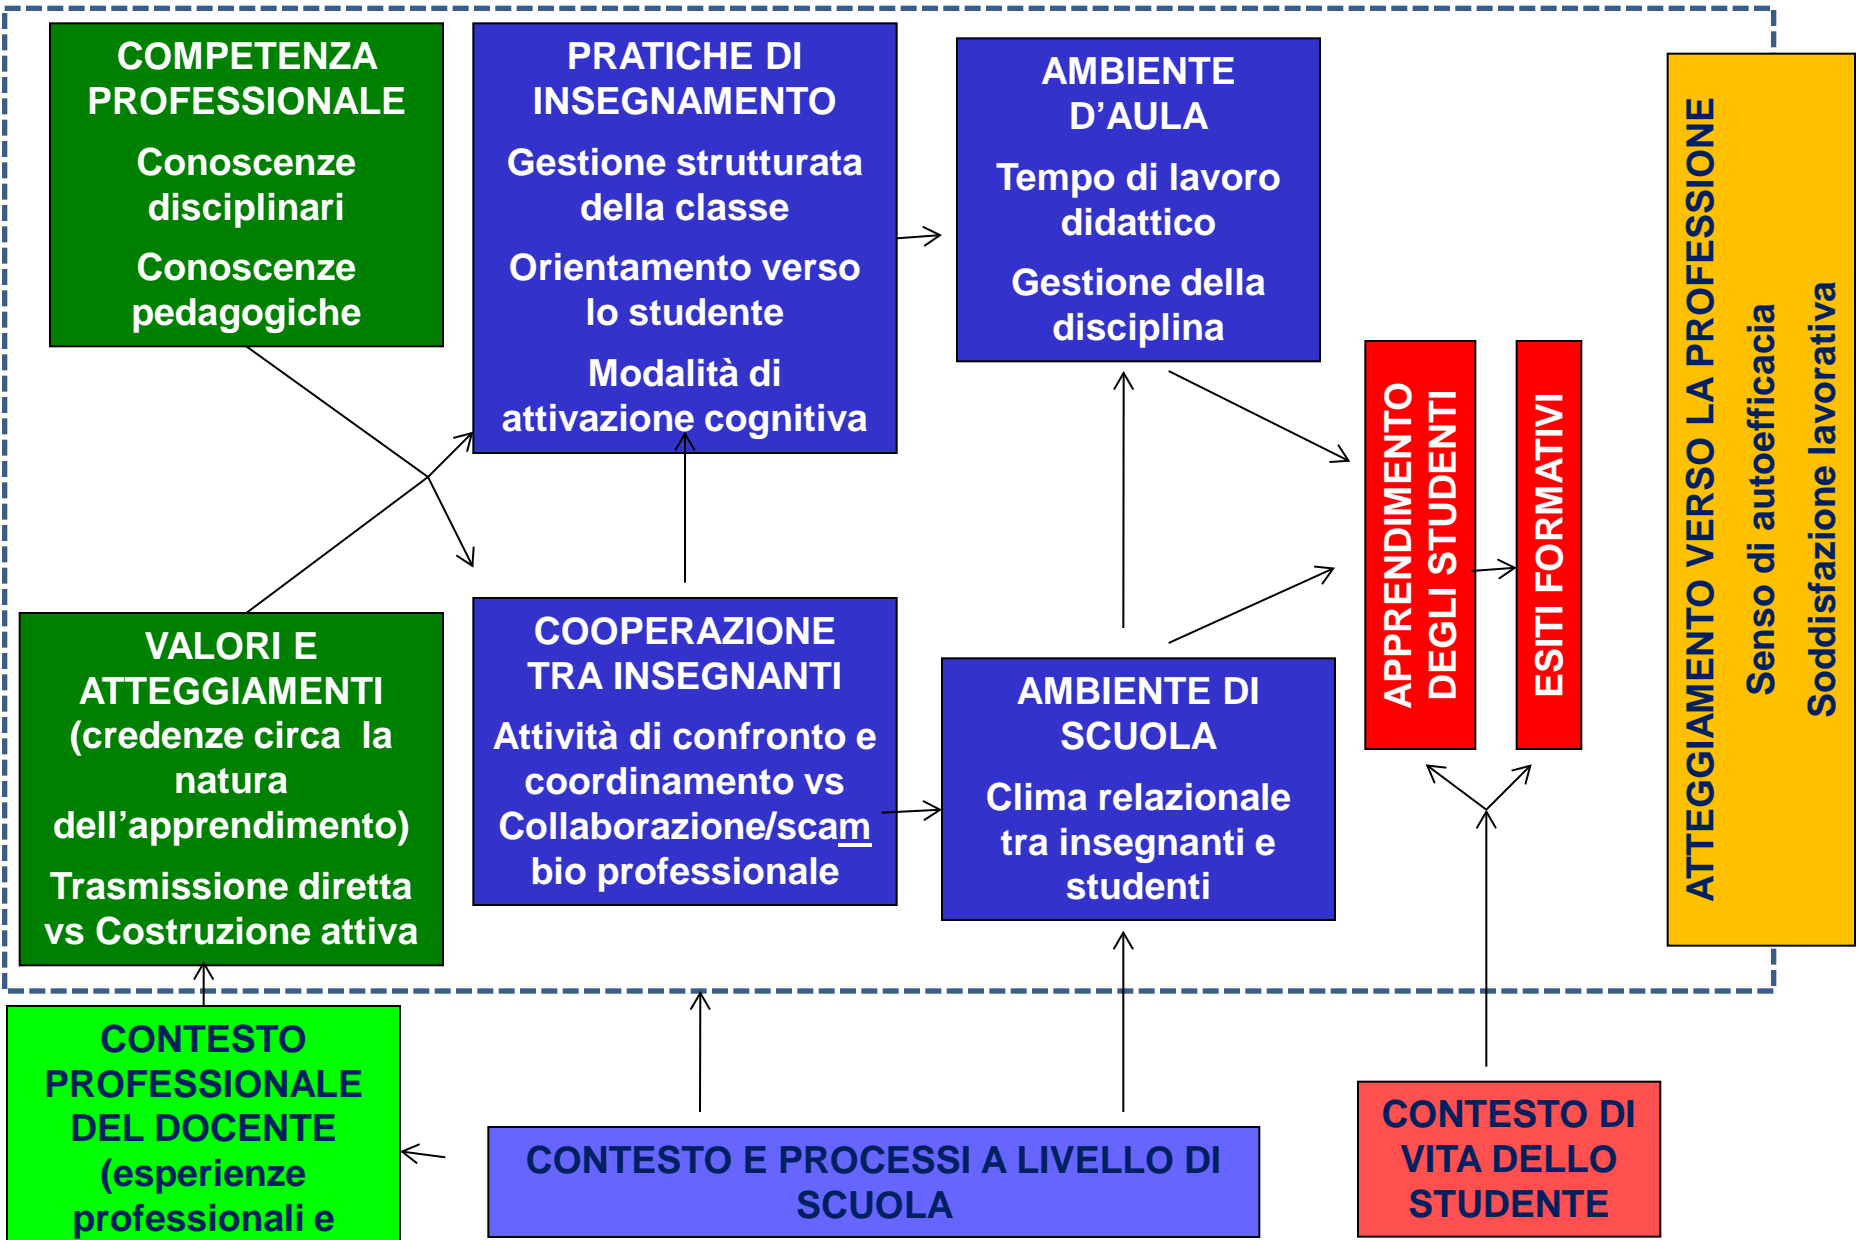 COMPETENZA
PROFESSIONALE
Conoscenze
disciplinari
Conoscenze
pedagogiche
PRATICHE DI
INSEGNAMENTO
Gestione strutturata
della classe
Orientamento verso
lo studente
Modalità di
attivazione cognitiva
AMBIENTE
D’AULA
Tempo di lavoro
didattico
Gestione della
disciplina
VALORI E
ATTEGGIAMENTI
(credenze circa la
natura
dell’apprendimento)
Trasmissione diretta
vs Costruzione attiva
COOPERAZIONE
TRA INSEGNANTI
Attività di confronto e
coordinamento vs
Collaborazione/scam
bio professionale
AMBIENTE DI
SCUOLA
Clima relazionale
tra insegnanti e
studenti
APPRENDIMENTO
DEGLI STUDENTI
ESITI FORMATIVI
ATTEGGIAMENTO VERSO LA PROFESSIONE
Senso di autoefficacia
Soddisfazione lavorativa
CONTESTO
PROFESSIONALE
DEL DOCENTE
(esperienze
professionali e
CONTESTO E PROCESSI A LIVELLO DI
SCUOLA
CONTESTO DI
VITA DELLO
STUDENTE